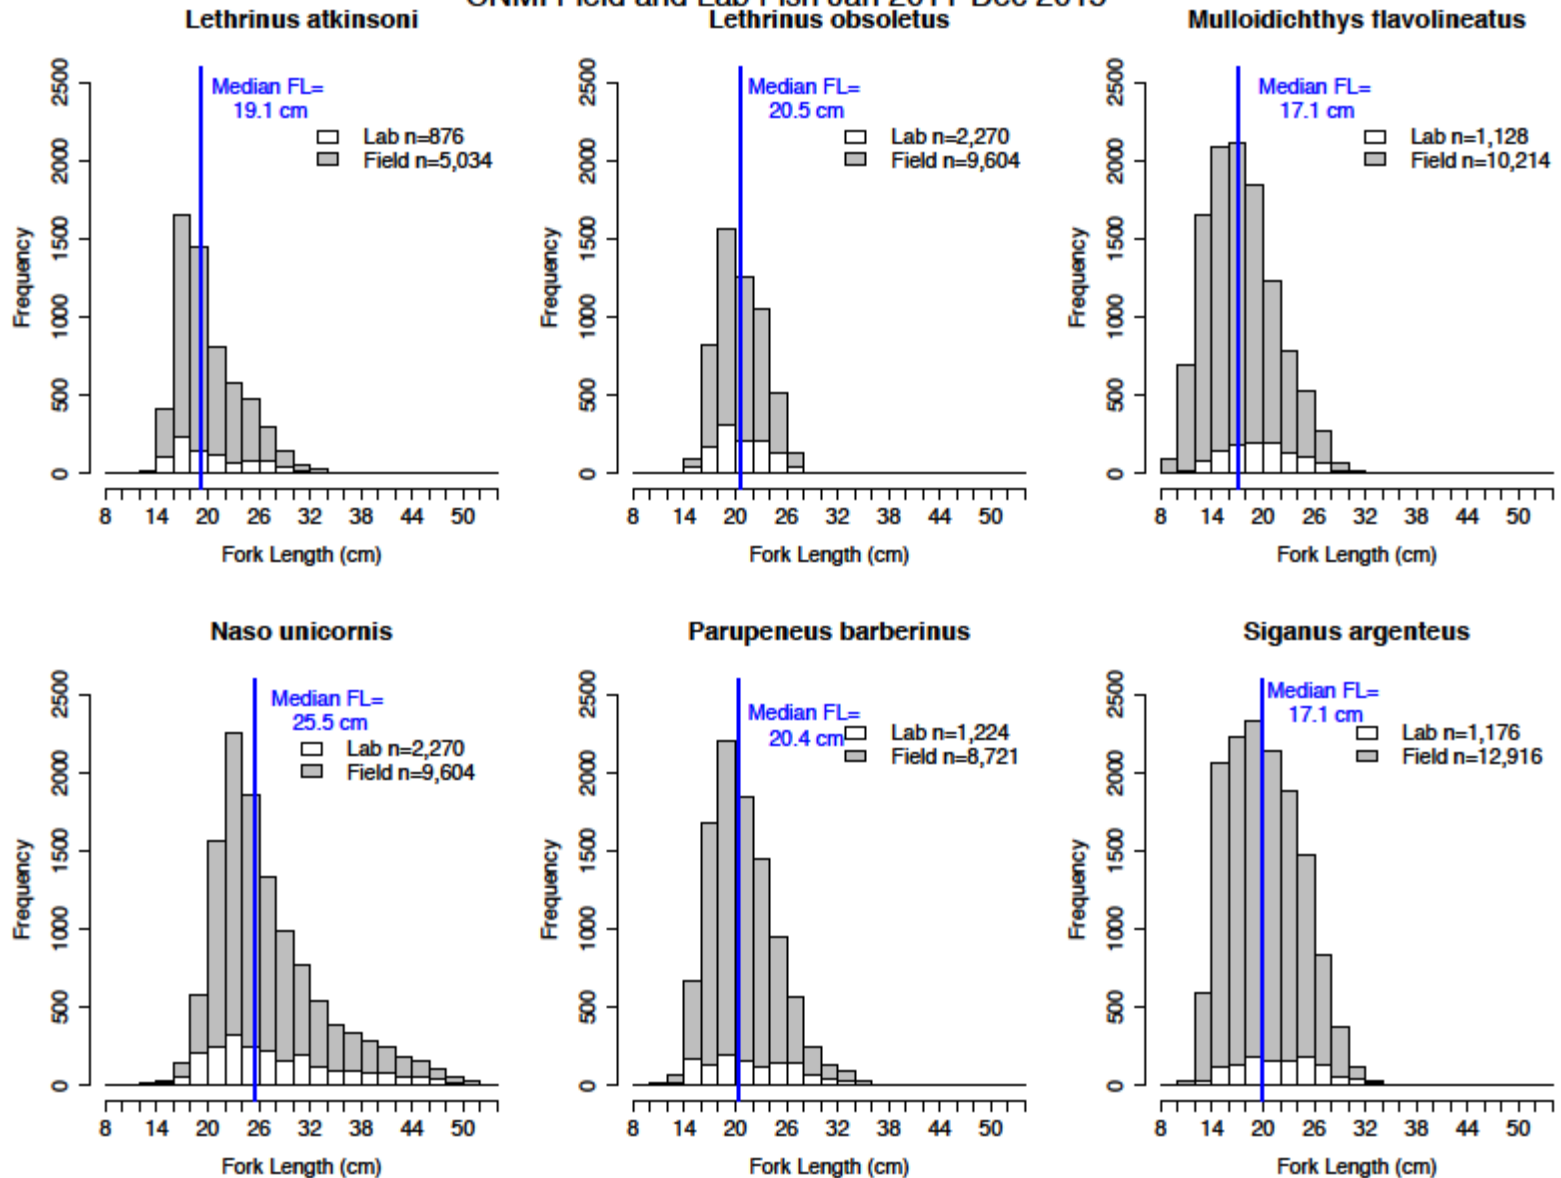 CNMI Field and Lab Fish Jan 2011-Dec 2015
Lethrinus atkinsoni
Median FL=
19.1 cm
Lab n=876
Field n=5,034
Frequency
0
500
1000
1500
2000
2500
8 14 20 26 32 38 44 50
Fork Length (cm)
Lethrinus obsoletus
Median FL=
20.5 cm
Lab n=2,270
Field n=9,604
Frequency
0
500
1000
1500
2000
2500
8 14 20 26 32 38 44 50
Fork Length (cm)
Mulloidichthys flavolineatus
Median FL=
17.1 cm
Lab n=1,128
Field n=10,214
Frequency
0
500
1000
1500
2000
2500
8 14 20 26 32 38 44 50
Fork Length (cm)
Naso unicornis
Median FL=
25.5 cm
Lab n=2,270
Field n=9,604
Frequency
0
500
1000
1500
2000
2500
8 14 20 26 32 38 44 50
Fork Length (cm)
Parupeneus barberinus
Median FL=
20.4 cm
Lab n=1,224
Field n=8,721
Frequency
0
500
1000
1500
2000
2500
8 14 20 26 32 38 44 50
Fork Length (cm)
Siganus argenteus
Median FL=
17.1 cm
Lab n=1,176
Field n=12,916
Frequency
0
500
1000
1500
2000
2500
8 14 20 26 32 38 44 50
Fork Length (cm)